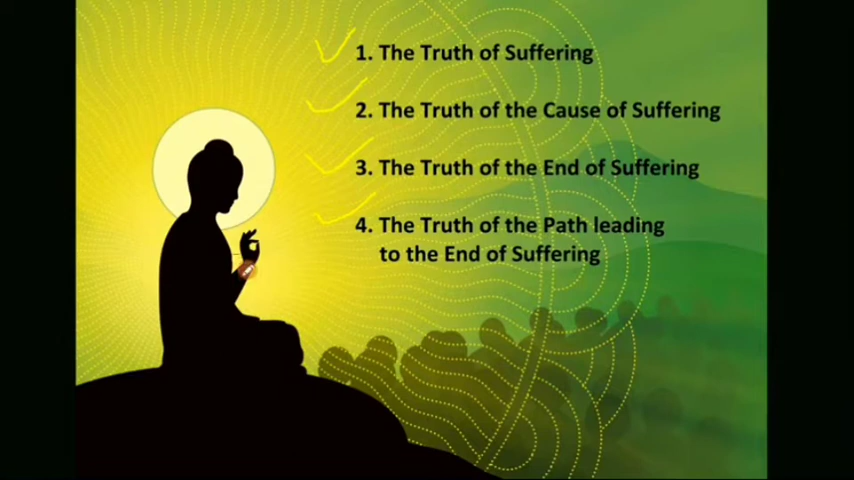 1. The Truth of Suffering
2. The Truth of the Cause of Suffering
3. The Truth of the End of Suffering
4. The Truth of the Path leading
to the End of Suffering